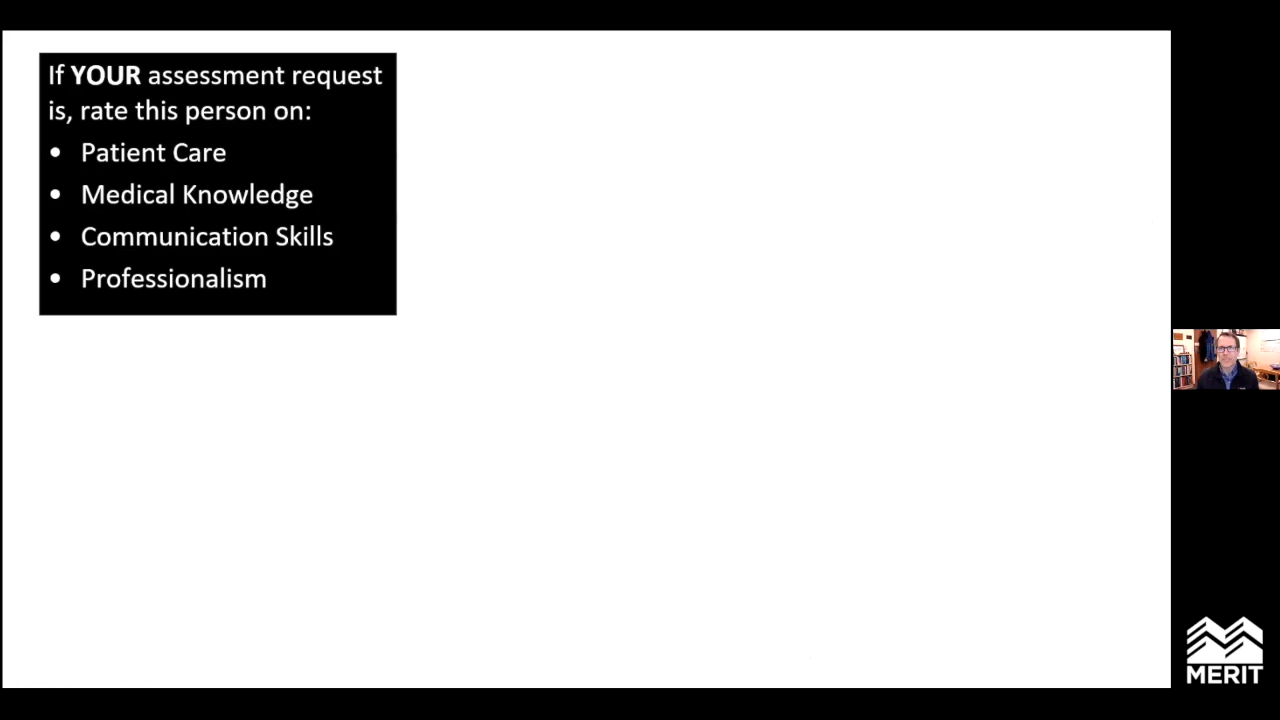 If YOUR assessment request
is, rate this person on:
• Patient Care
• Medical Knowledge
• Communication Skills
• Professionalism
MERIT